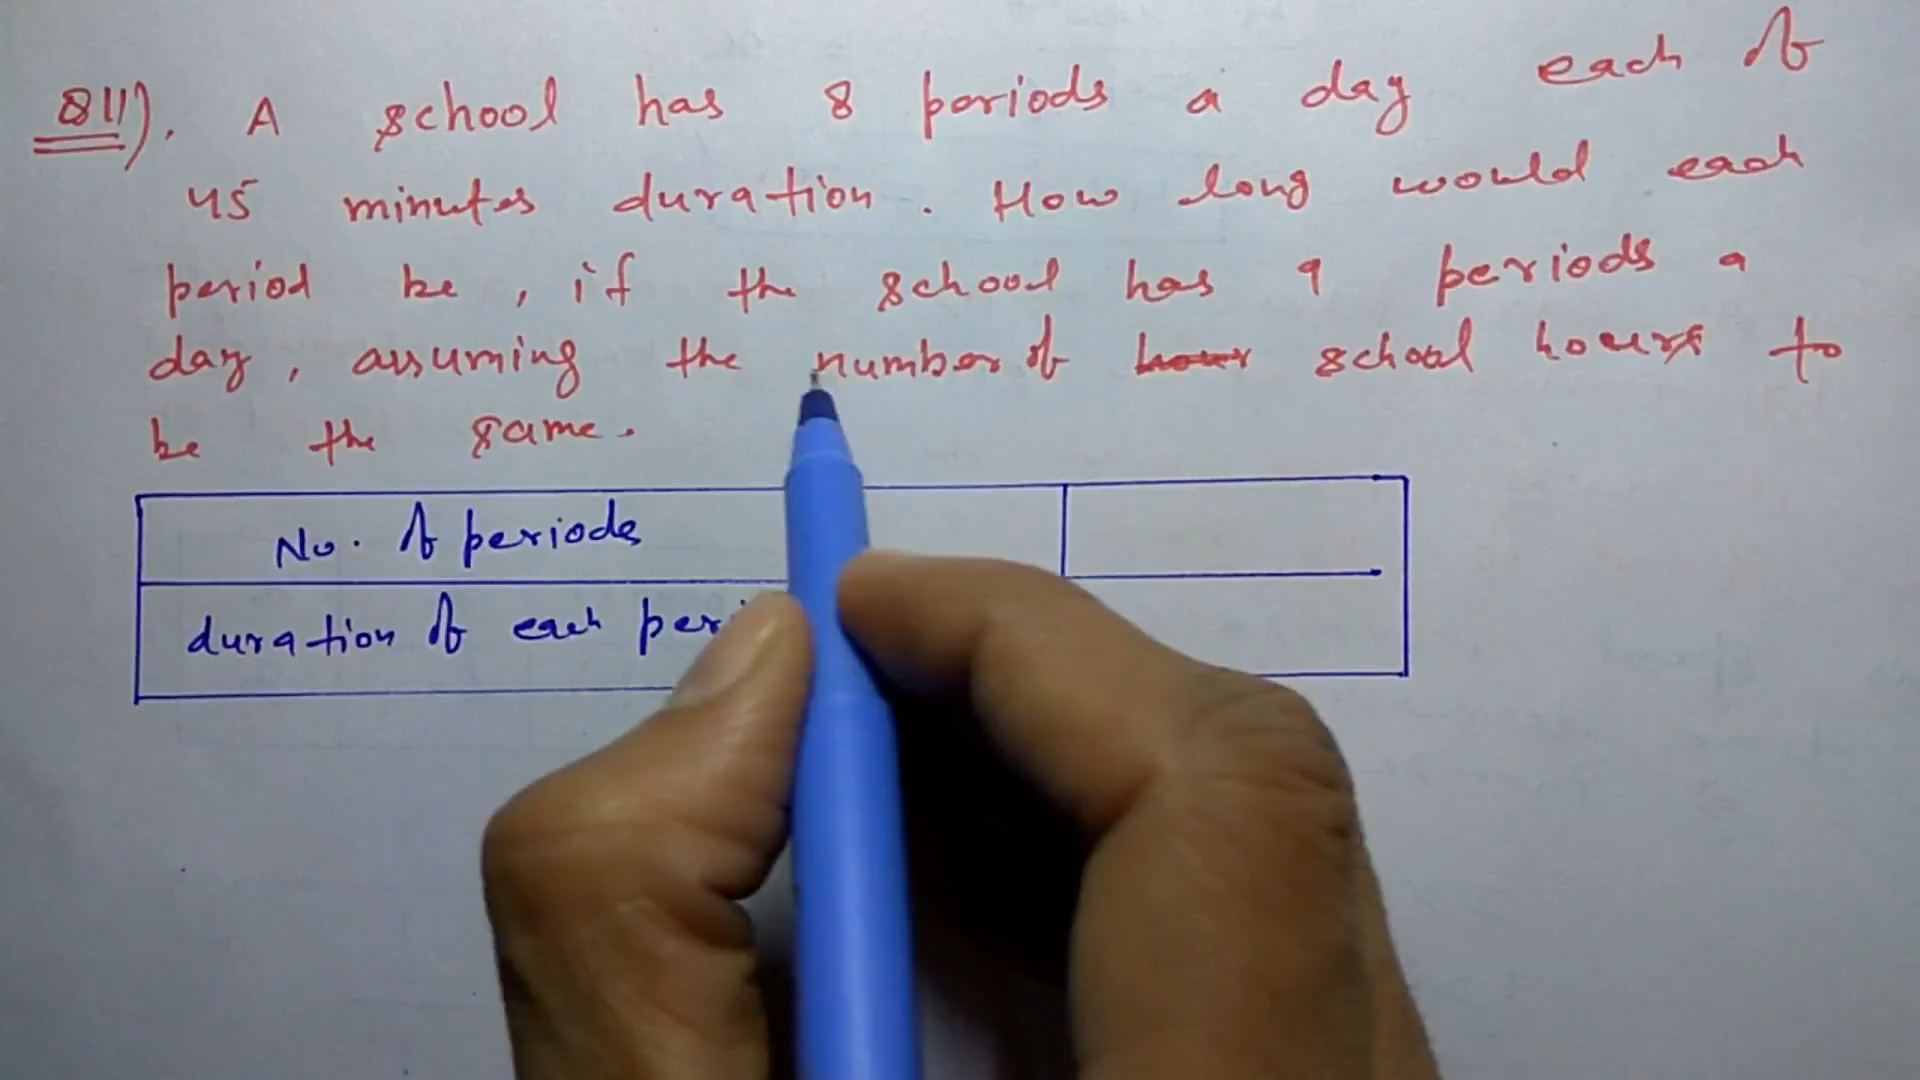 Q11). A school has 8 periods a day each of
45 minutes duration. How long would each
period be, if the school has 9 periods a
day, assuming the number of school hours to
be the same.
No. of periods
duration of each